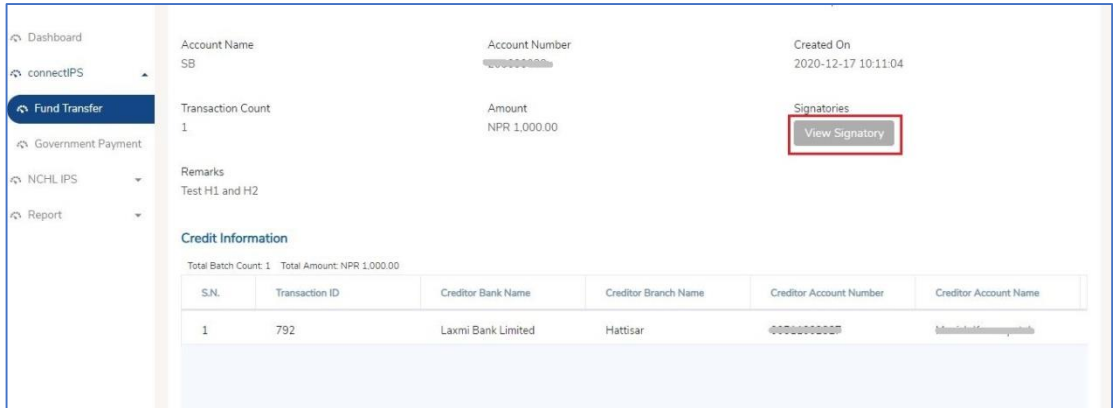 Dashboard
connectIPS
Fund Transfer
Government Payment
NCHL IPS
Report
Account Name
SB
Account Number
Created On
2020-12-17 10:11:04
Transaction Count
1
Amount
NPR 1,000.00
Signatories
View Signatory
Remarks
Test H1 and H2
Credit Information
Total Batch Count: 1 Total Amount: NPR 1,000.00
S.N. Transaction ID Creditor Bank Name Creditor Branch Name Creditor Account Number Creditor Account Name
1 792 Laxmi Bank Limited Hattisar